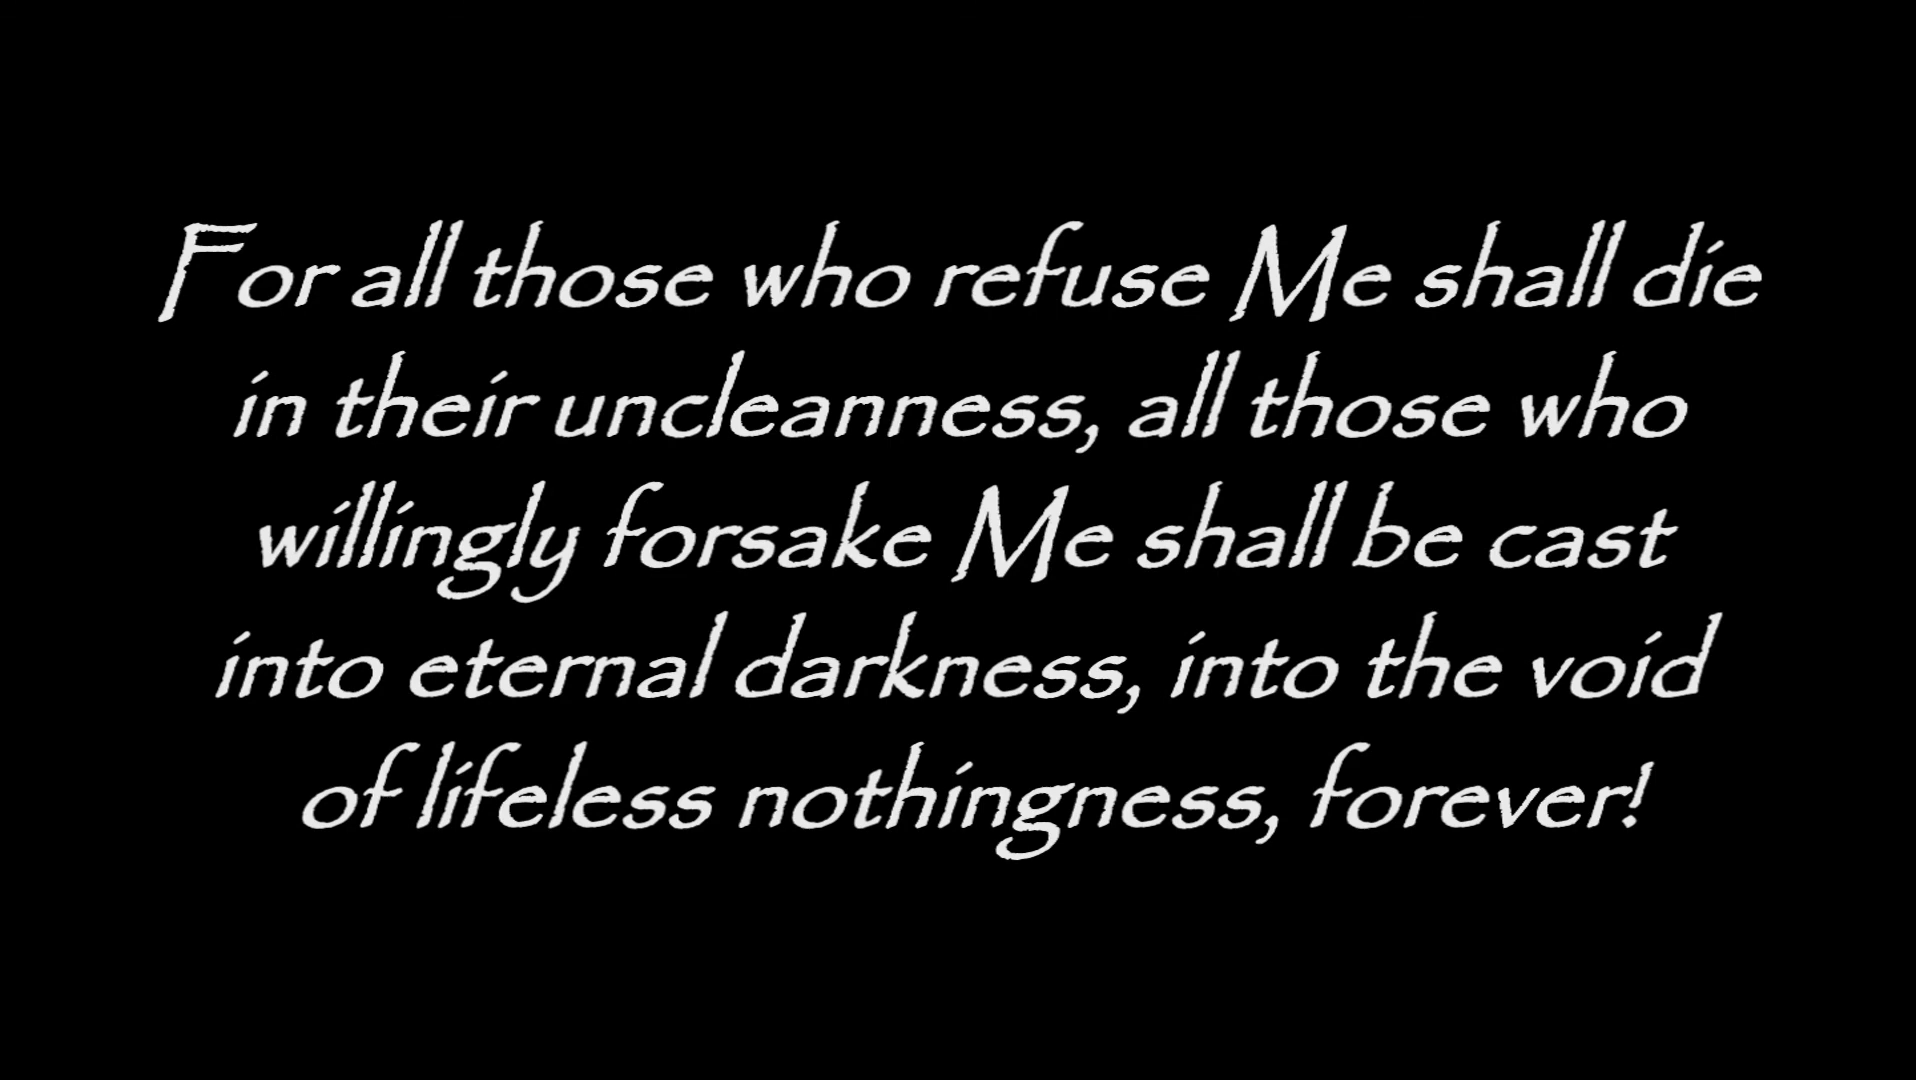 For all those who refuse Me shall die
in their uncleanness, all those who
willingly forsake Me shall be cast
into eternal darkness, into the void
of lifeless nothingness, forever!